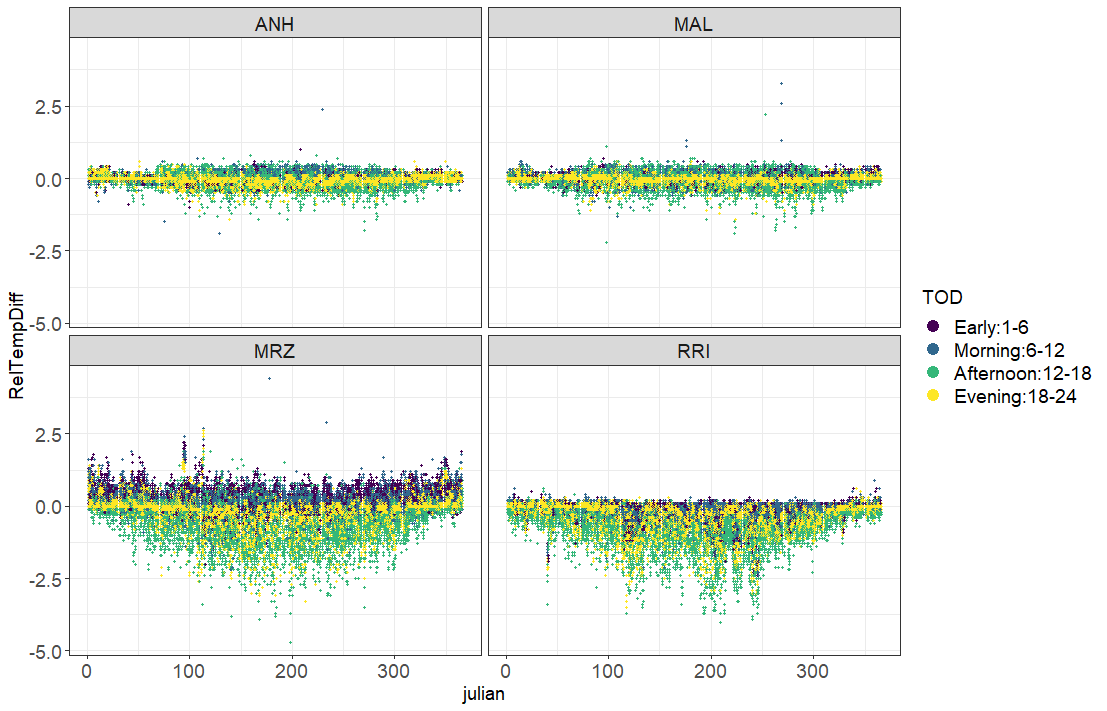 ANH
MAL
2.5
0.0
-2.5
-5.0
MRZ
RRI
2.5
0.0
-2.5
-5.0
RelTempDiff
0
100
200
300
0
100
200
300
julian
TOD
Early:1-6
Morning:6-12
Afternoon:12-18
Evening:18-24